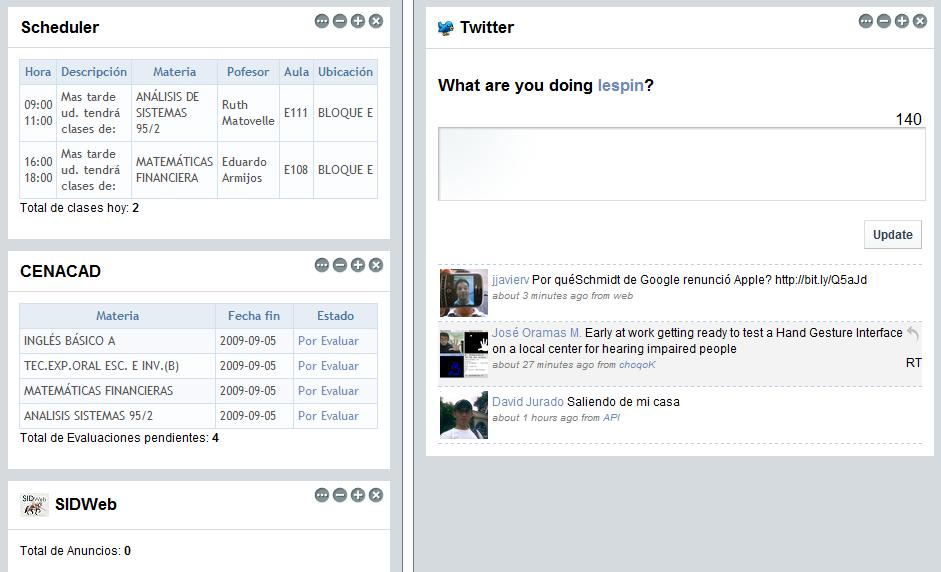 Scheduler
Hora Descripción Materia Pofesor Aula Ubicación
09:00 11:00 Mas tarde ud. tendrá clases de: ANÁLISIS DE SISTEMAS 95/2 Ruth Matovelle E111 BLOQUE E
16:00 18:00 Mas tarde ud. tendrá clases de: MATEMÁTICAS FINANCIERA Eduardo Armijos E108 BLOQUE E
Total de clases hoy: 2
CENACAD
Materia Fecha fin Estado
INGLÉS BÁSICO A 2009-09-05 Por Evaluar
TEC.EXP.ORAL ESC. E INV.(B) 2009-09-05 Por Evaluar
MATEMÁTICAS FINANCIERAS 2009-09-05 Por Evaluar
ANALISIS SISTEMAS 95/2 2009-09-05 Por Evaluar
Total de Evaluaciones pendientes: 4
SIDWeb
SIDWeb
Total de Anuncios: 0
Twitter
What are you doing lespin?
140
Update
jjavierv Por quéSchmidt de Google renunció Apple? http://bit.ly/Q5aJd
about 3 minutes ago from web
José Oramas M. Early at work getting ready to test a Hand Gesture Interface
on a local center for hearing impaired people
RT
about 27 minutes ago from choqoK
David Jurado Saliendo de mi casa
about 1 hours ago from API